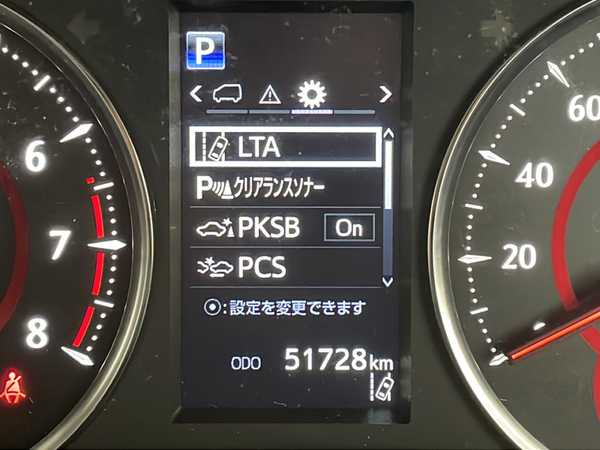 P
LTA
P クリアランスソナー
PKSB On
PCS
:設定を変更できます
ODO 51728km
6
7
8
60
40
20